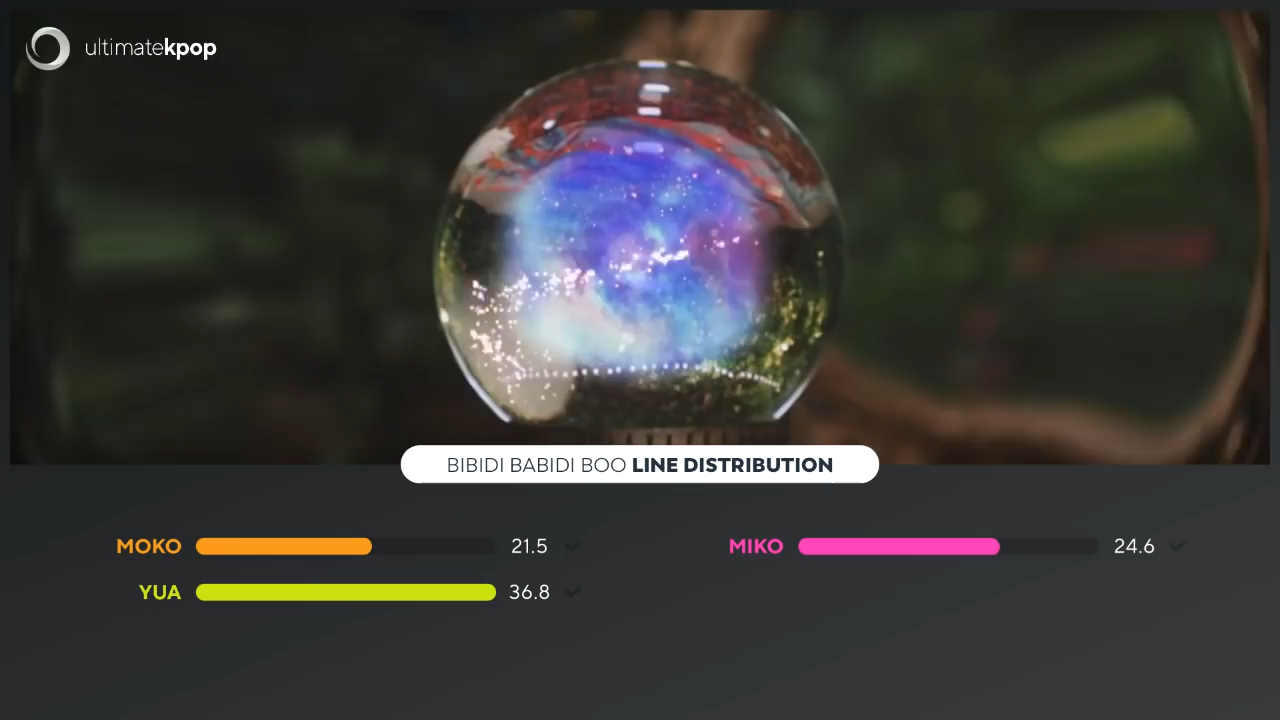 ultimatekpop
BIBIDI BABIDI BOO LINE DISTRIBUTION
MOKO 21.5
MIKO 24.6
YUA 36.8